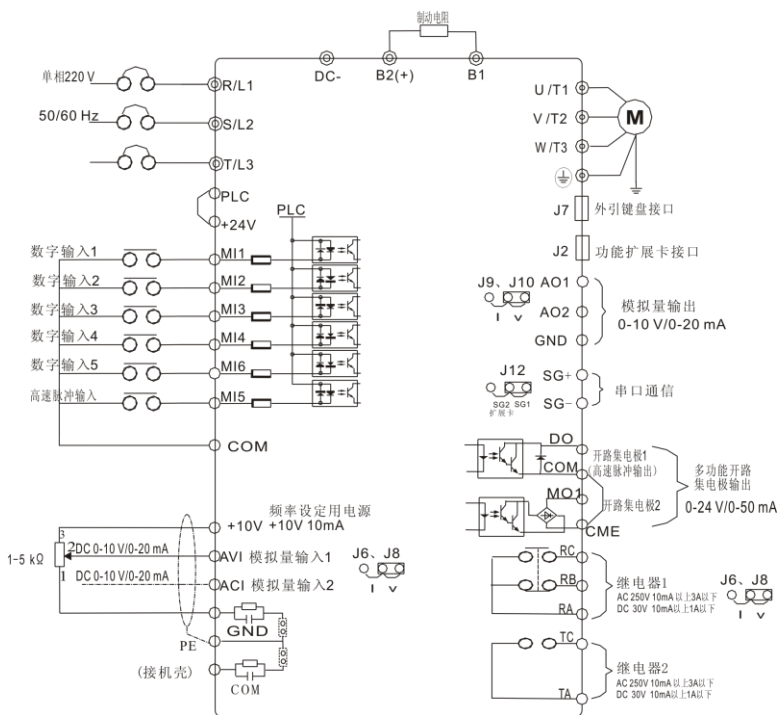 制动电阻
DC-
B2(+)
B1
单相220 V
R/L1
50/60 Hz
S/L2
T/L3
PLC
+24V
PLC
数字输入1
MI1
数字输入2
MI2
数字输入3
MI3
数字输入4
MI4
数字输入5
MI6
高速脉冲输入
MI5
COM
频率设定用电源
+10V +10V 10mA
3
2
1
1-5 kΩ
DC 0-10 V/0-20 mA
AVI 模拟量输入1
DC 0-10 V/0-20 mA
ACI 模拟量输入2
J6、J8
I V
GND
PE
(接机壳)
COM
U/T1
V/T2
W/T3
M
J7 外引键盘接口
J2 功能扩展卡接口
J9、J10
I V
AO1
AO2
GND
模拟量输出
0-10 V/0-20 mA
J12
SG2 SG1
扩展卡
SG+
SG-
串口通信
DO
COM
开路集电极1
(高速脉冲输出)
MO1
开路集电极2
CME
多功能开路
集电极输出
0-24 V/0-50 mA
RC
RB
RA
继电器1
AC 250V 10mA以上3A以下
DC 30V 10mA以上1A以下
J6、J8
I V
TC
TA
继电器2
AC 250V 10mA以上3A以下
DC 30V 10mA以上1A以下